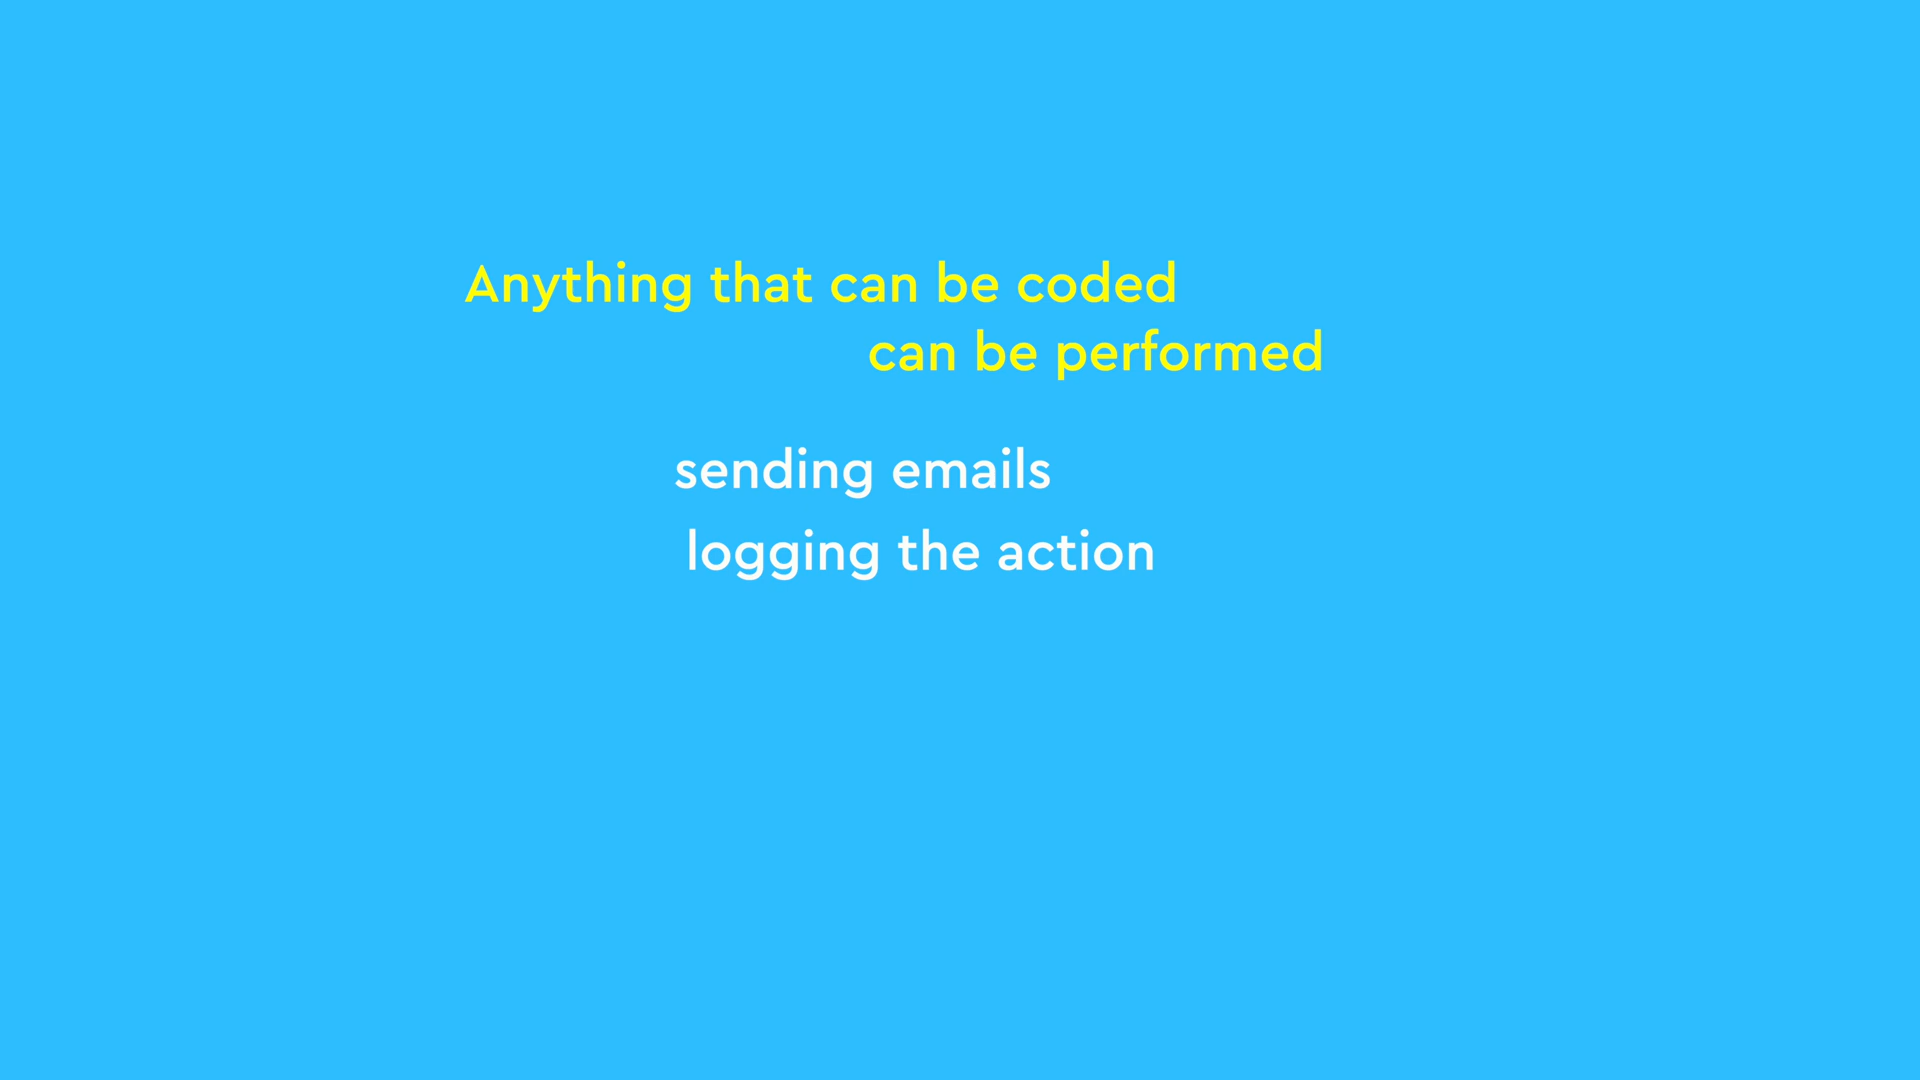 Anything that can be coded
can be performed
sending emails
logging the action